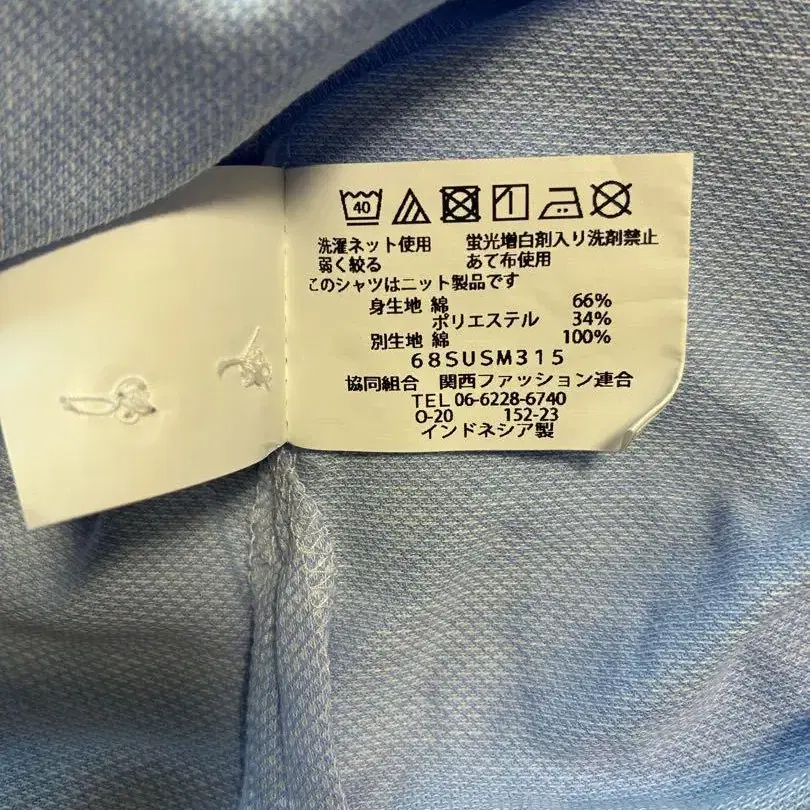 40
洗濯ネット使用 蛍光増白剤入り洗剤禁止
弱く絞る あて布使用
このシャツはニット製品です
身生地 綿 66%
ポリエステル 34%
別生地 綿 100%
68SUSM315
協同組合 関西ファッション連合
TEL 06-6228-6740
O-20 152-23
インドネシア製